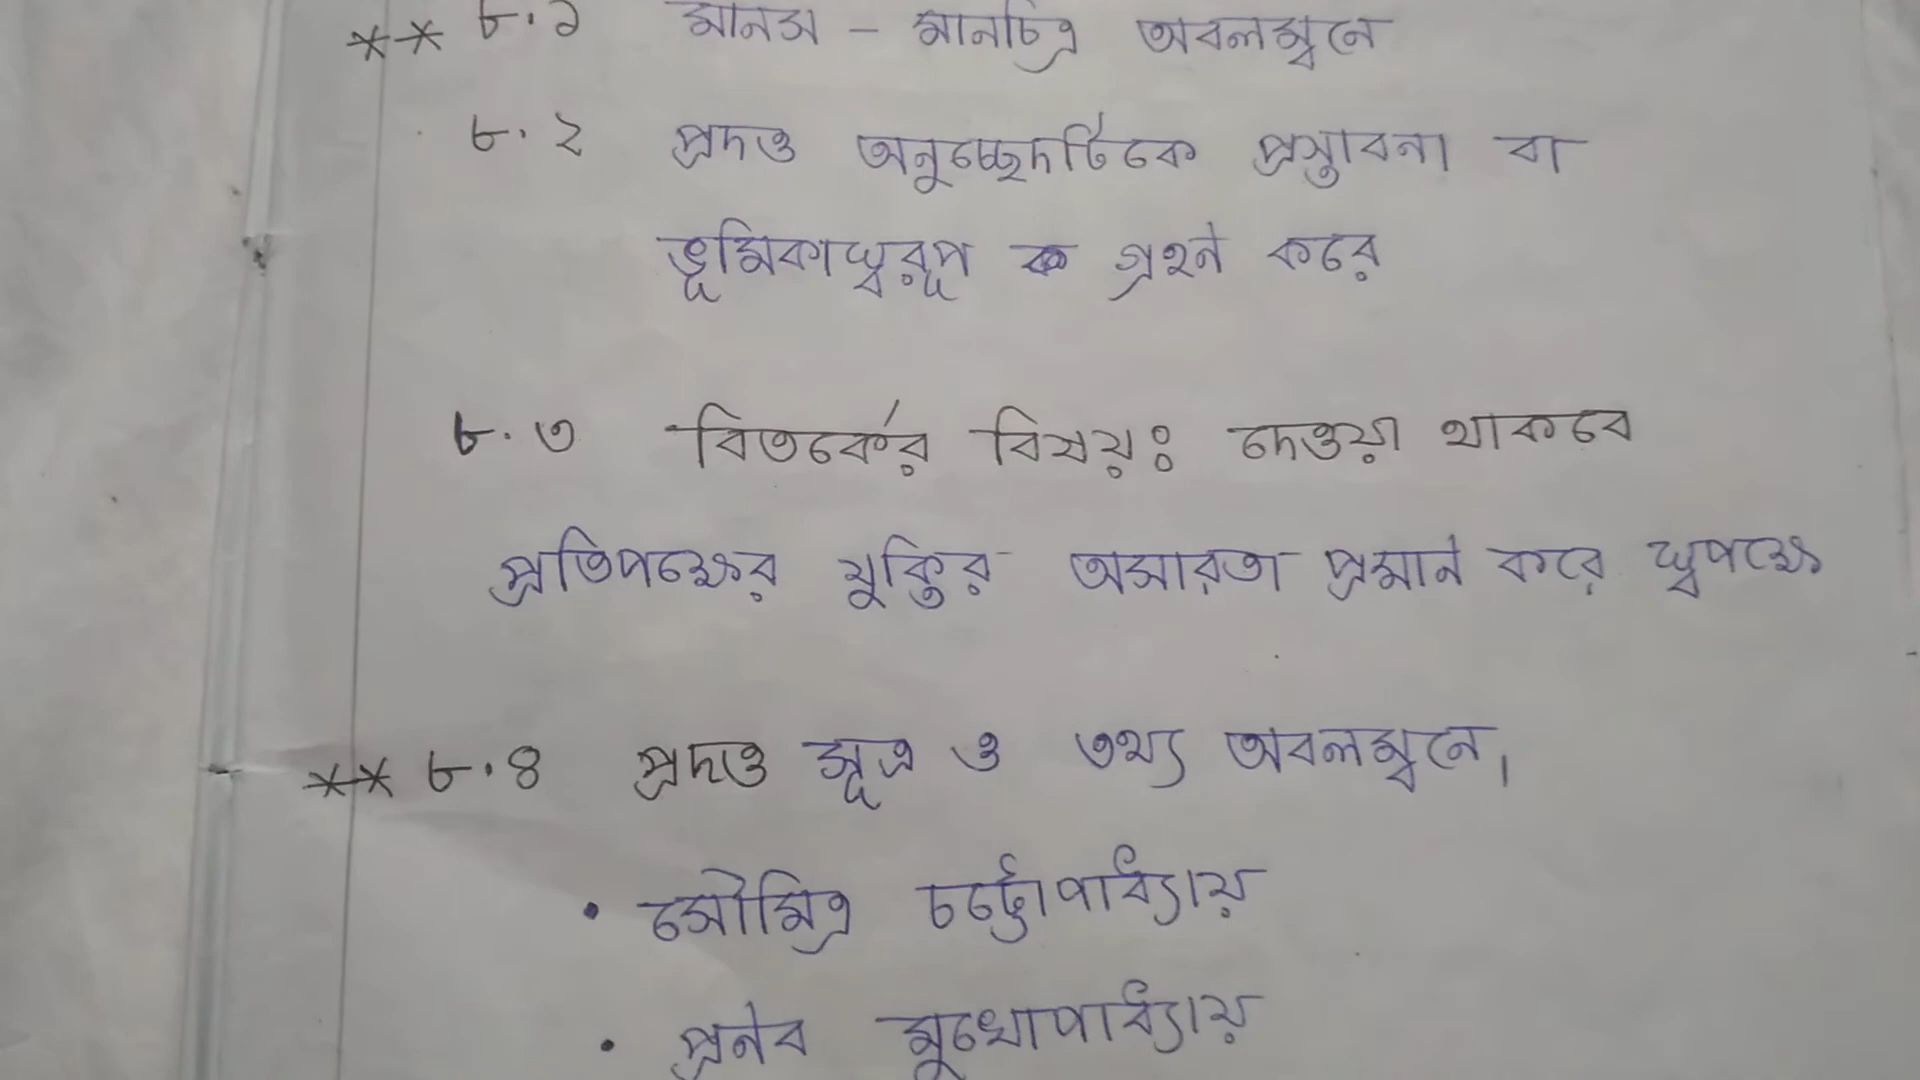 ** ৮.১ মানস - মানচিত্র অবলম্বনে
৮.২ প্রদত্ত অনুচ্ছেদটিকে প্রস্তাবনা বা
ভূমিকাস্বরূপ গ্রহন করে
৮.৩ বিতর্কের বিষয়ঃ দেওয়া থাকবে
প্রতিপক্ষের যুক্তির অসারতা প্রমান করে স্বপক্ষে
** ৮.৪ প্রদত্ত সূত্র ও তথ্য অবলম্বনে।
• সৌমিত্র চট্টোপাধ্যায়
• প্রনব মুখোপাধ্যায়